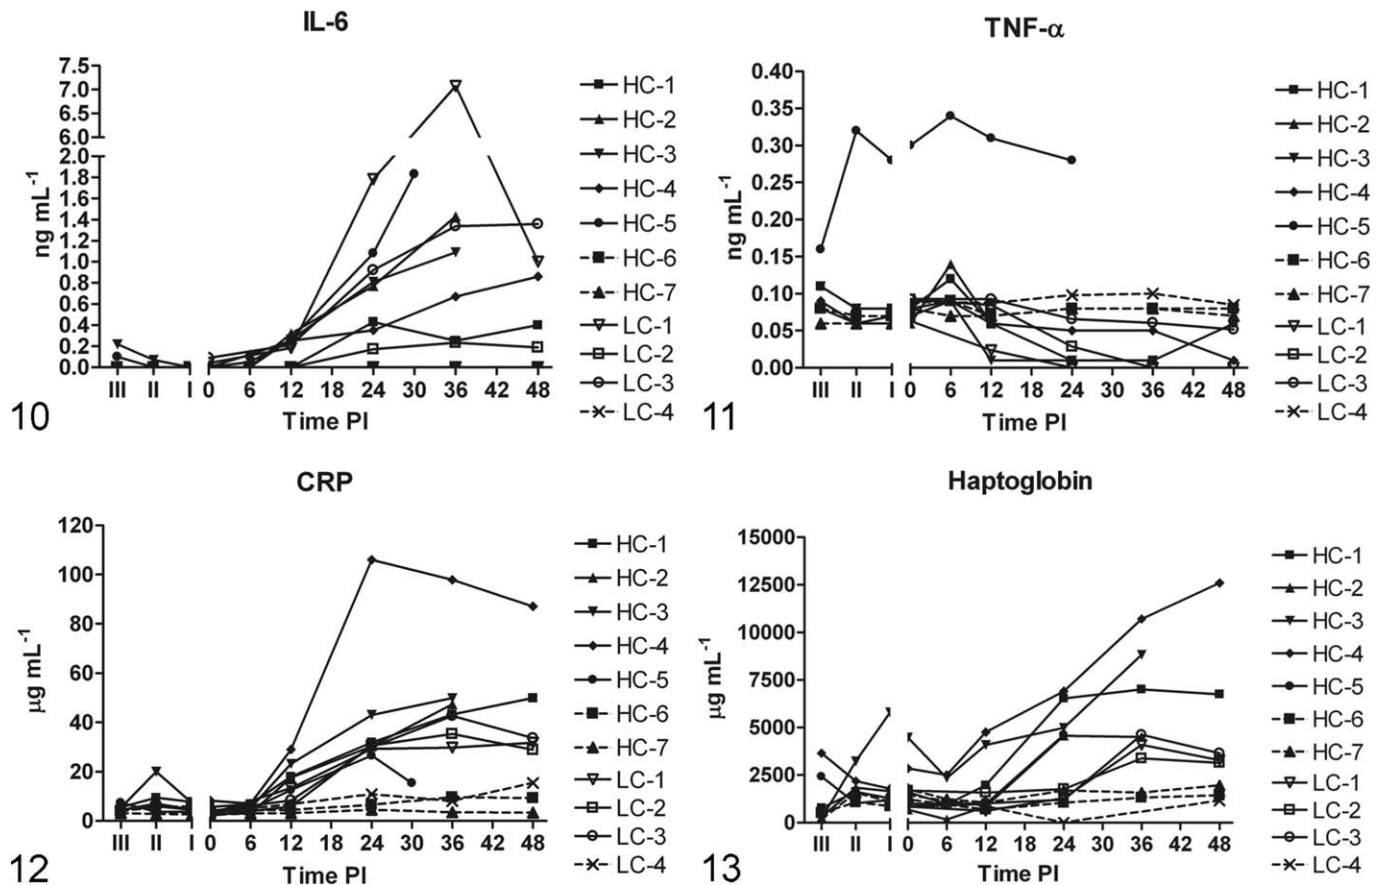 IL-6
7.5
7.0
6.5
6.0
2.0
1.8
1.6
1.4
1.2
1.0
0.8
0.6
0.4
0.2
0.0
ng mL-1
III II I 0 6 12 18 24 30 36 42 48
Time PI
HC-1
HC-2
HC-3
HC-4
HC-5
HC-6
HC-7
LC-1
LC-2
LC-3
LC-4
10
TNF-α
0.40
0.35
0.30
0.25
0.20
0.15
0.10
0.05
0.00
ng mL-1
III II I 0 6 12 18 24 30 36 42 48
Time PI
HC-1
HC-2
HC-3
HC-4
HC-5
HC-6
HC-7
LC-1
LC-2
LC-3
LC-4
11
CRP
120
100
80
60
40
20
0
µg mL-1
III II I 0 6 12 18 24 30 36 42 48
Time PI
HC-1
HC-2
HC-3
HC-4
HC-5
HC-6
HC-7
LC-1
LC-2
LC-3
LC-4
12
Haptoglobin
15000
12500
10000
7500
5000
2500
0
µg mL-1
III II I 0 6 12 18 24 30 36 42 48
Time PI
HC-1
HC-2
HC-3
HC-4
HC-5
HC-6
HC-7
LC-1
LC-2
LC-3
LC-4
13